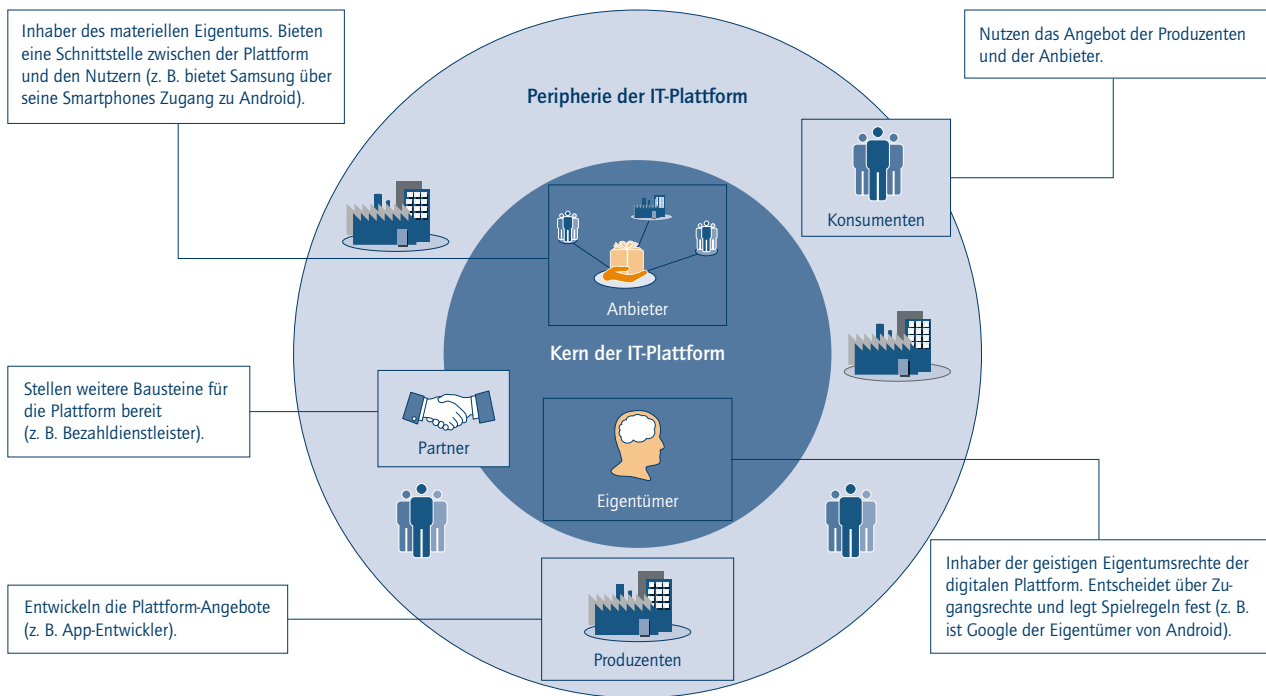 Inhaber des materiellen Eigentums. Bieten
eine Schnittstelle zwischen der Plattform
und den Nutzern (z. B. bietet Samsung über
seine Smartphones Zugang zu Android).
Nutzen das Angebot der Produzenten
und der Anbieter.
Peripherie der IT-Plattform
Konsumenten
Anbieter
Kern der IT-Plattform
Stellen weitere Bausteine für
die Plattform bereit
(z. B. Bezahldienstleister).
Partner
Eigentümer
Inhaber der geistigen Eigentumsrechte der
digitalen Plattform. Entscheidet über Zu-
gangsrechte und legt Spielregeln fest (z. B.
ist Google der Eigentümer von Android).
Entwickeln die Plattform-Angebote
(z. B. App-Entwickler).
Produzenten